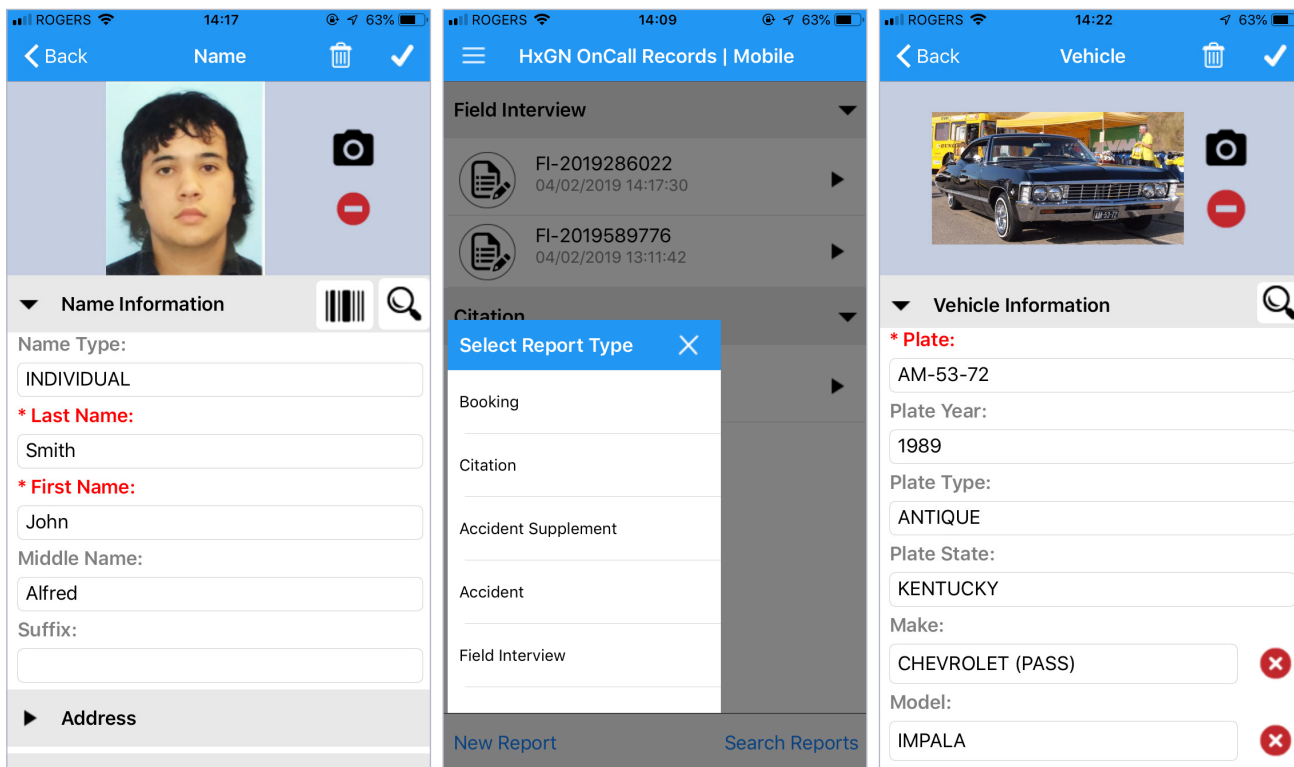 ROGERS 14:17 63%
Back Name
Name Information
Name Type:
INDIVIDUAL
* Last Name:
Smith
* First Name:
John
Middle Name:
Alfred
Suffix:
Address
ROGERS 14:09 63%
HxGN OnCall Records | Mobile
Field Interview
FI-2019286022
04/02/2019 14:17:30
FI-2019589776
04/02/2019 13:11:42
Citation
Select Report Type
Booking
Citation
Accident Supplement
Accident
Field Interview
New Report Search Reports
ROGERS 14:22 63%
Back Vehicle
AM-53-72
Vehicle Information
* Plate:
AM-53-72
Plate Year:
1989
Plate Type:
ANTIQUE
Plate State:
KENTUCKY
Make:
CHEVROLET (PASS)
Model:
IMPALA